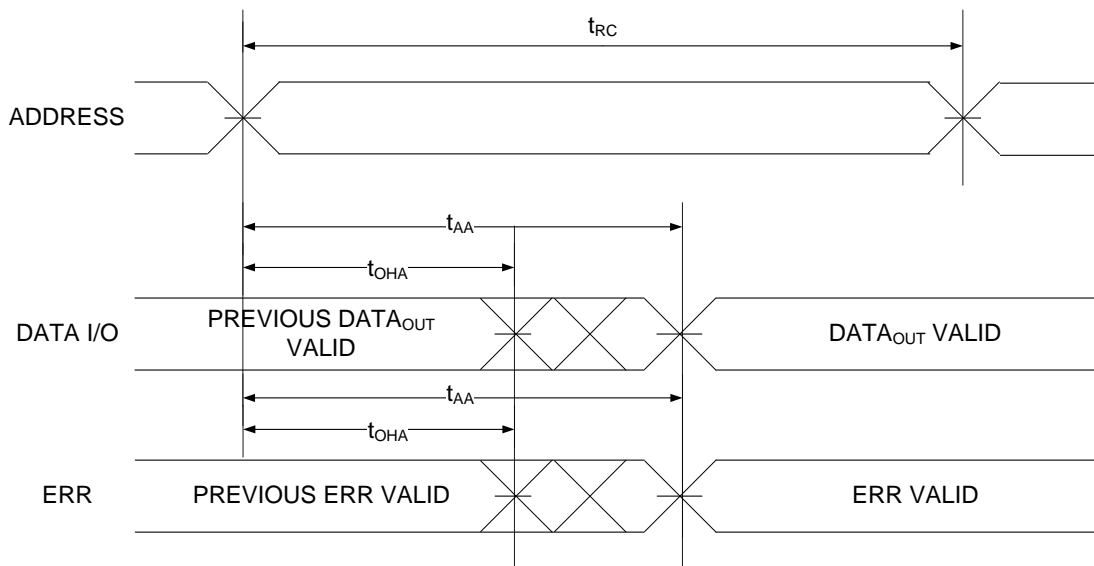 tRC
ADDRESS
tAA
tOHA
DATA I/O
PREVIOUS DATAOUT
VALID
DATAOUT VALID
tAA
tOHA
ERR
PREVIOUS ERR VALID
ERR VALID